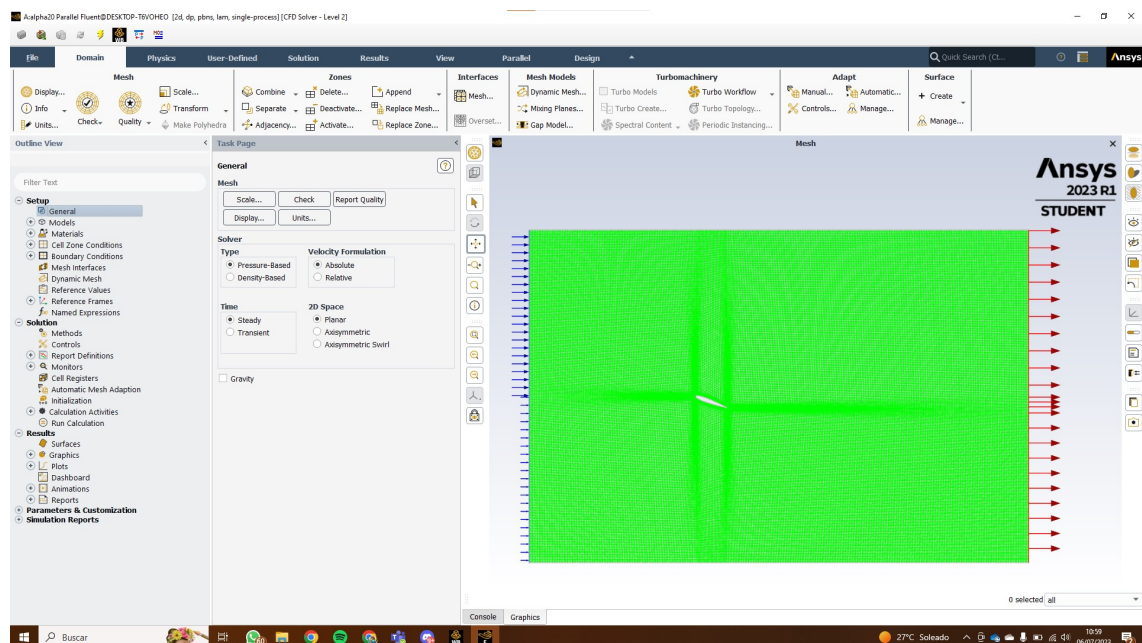 A:alpha20 Parallel Fluent@DESKTOP-T6VOHEO [2d, dp, pbns, lam, single-process] [CFD Solver - Level 2]
File Domain Physics User-Defined Solution Results View Parallel Design Quick Search (Ct... Ansys
Mesh
Display...
Info
Units...
Check
Quality
Scale...
Transform
Make Polyhedra
Zones
Combine Delete... Append
Separate Deactivate... Replace Mesh...
Adjacency... Activate... Replace Zone...
Interfaces
Mesh...
Overset...
Mesh Models
Dynamic Mesh...
Mixing Planes...
Gap Model...
Turbomachinery
Turbo Models Turbo Workflow
Turbo Create... Turbo Topology...
Spectral Content Periodic Instancing...
Adapt
Manual... Automatic...
Controls... Manage...
Surface
+ Create
Manage...
Outline View
Filter Text
Setup
General
Models
Materials
Cell Zone Conditions
Boundary Conditions
Mesh Interfaces
Dynamic Mesh
Reference Values
Reference Frames
Named Expressions
Solution
Methods
Controls
Report Definitions
Monitors
Cell Registers
Automatic Mesh Adaption
Initialization
Calculation Activities
Run Calculation
Results
Surfaces
Graphics
Plots
Dashboard
Animations
Reports
Parameters & Customization
Simulation Reports
Task Page
General
Mesh
Scale... Check Report Quality
Display... Units...
Solver
Type Velocity Formulation
Pressure-Based Absolute
Density-Based Relative
Time 2D Space
Steady Planar
Transient Axisymmetric
Axisymmetric Swirl
Gravity
Mesh
Ansys
2023 R1
STUDENT
0 selected all
Console Graphics
Buscar
27°C Soleado
10:59
06/07/2023